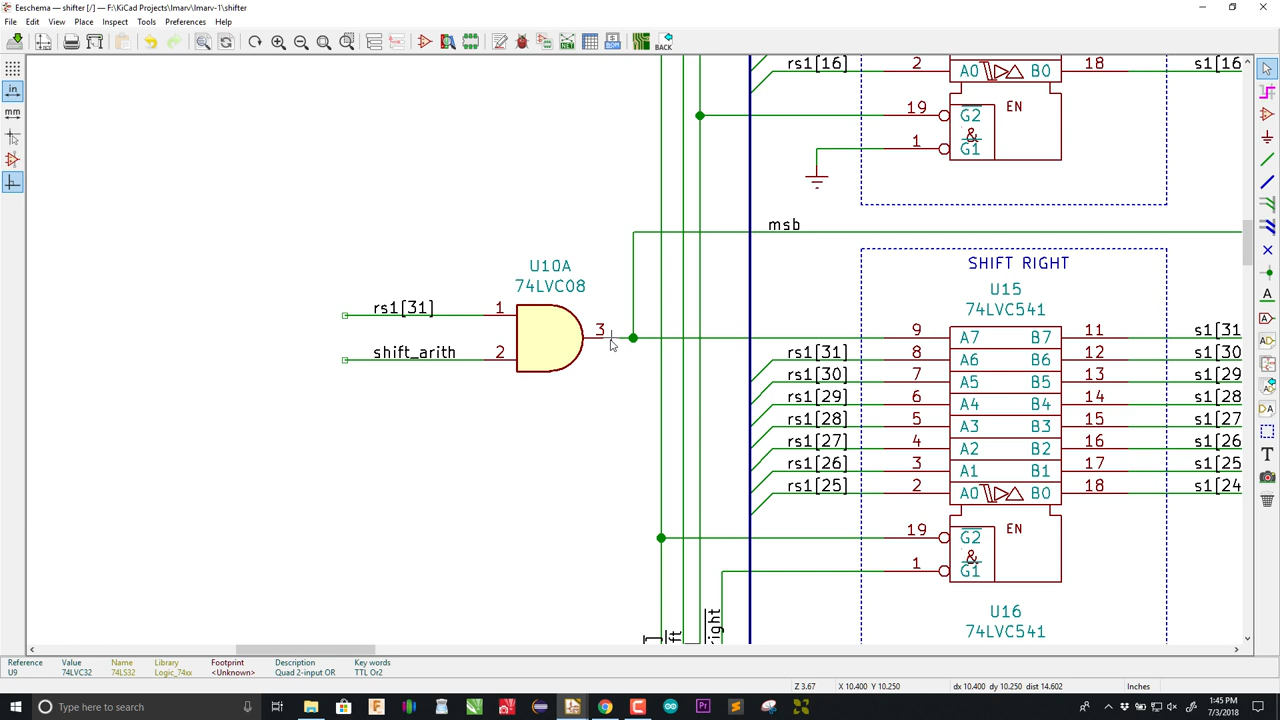 Eeschema — shifter [/] — F:\KiCad Projects\lmarv-1\shifter
File Edit View Place Inspect Tools Preferences Help
BACK
in
mm
rs1[16] 2 A0 B0 18 s1[16
19 G2 EN
&
1 G1
msb
SHIFT RIGHT
U15
74LVC541
U10A
74LVC08
rs1[31] 1
shift_arith 2
3
9 A7 B7 11 s1[31
rs1[31] 8 A6 B6 12 s1[30
rs1[30] 7 A5 B5 13 s1[29
rs1[29] 6 A4 B4 14 s1[28
rs1[28] 5 A3 B3 15 s1[27
rs1[27] 4 A2 B2 16 s1[26
rs1[26] 3 A1 B1 17 s1[25
rs1[25] 2 A0 B0 18 s1[24
19 G2 EN
&
1 G1
U16
74LVC541
]
ft
right
Reference Value Name Library Footprint Description Key words
U9 74LVC32 74LS32 Logic_74xx <Unknown> Quad 2-input OR TTL Or2
Z 3.67 X 10.400 Y 10.250 dx 10.400 dy 10.250 dist 14.602 Inches
Type here to search
1:45 PM
7/3/2018